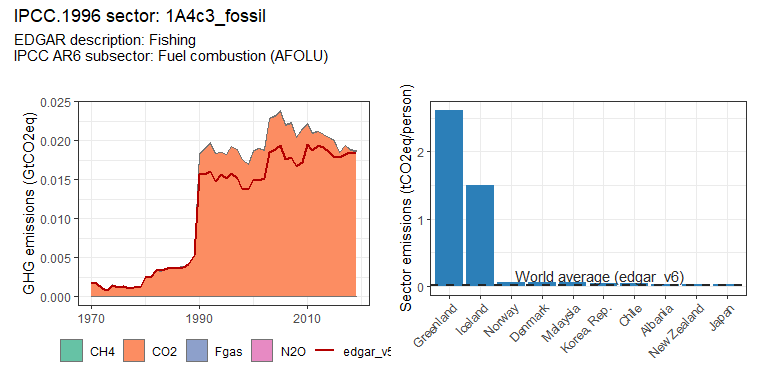 IPCC.1996 sector: 1A4c3_fossil
EDGAR description: Fishing
IPCC AR6 subsector: Fuel combustion (AFOLU)
GHG emissions (GtCO2eq)
0.025
0.020
0.015
0.010
0.005
0.000
1970
1990
2010
CH4
CO2
Fgas
N2O
edgar_v
Sector emissions (tCO2eq/person)
2
1
0
World average (edgar_v6)
Greenland
Iceland
Norway
Denmark
Malaysia
Korea, Rep.
Chile
Albania
New Zealand
Japan